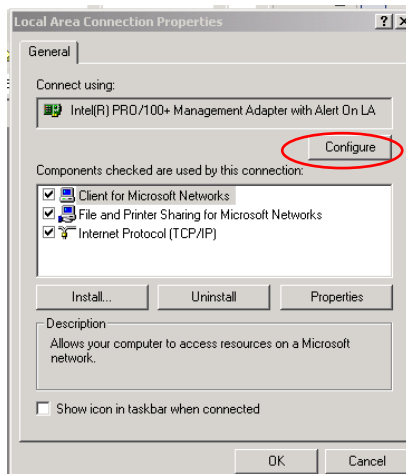 Local Area Connection Properties
General
Connect using:
Intel(R) PRO/100+ Management Adapter with Alert On LA
Configure
Components checked are used by this connection:
Client for Microsoft Networks
File and Printer Sharing for Microsoft Networks
Internet Protocol (TCP/IP)
Install... Uninstall Properties
Description
Allows your computer to access resources on a Microsoft
network.
Show icon in taskbar when connected
OK Cancel